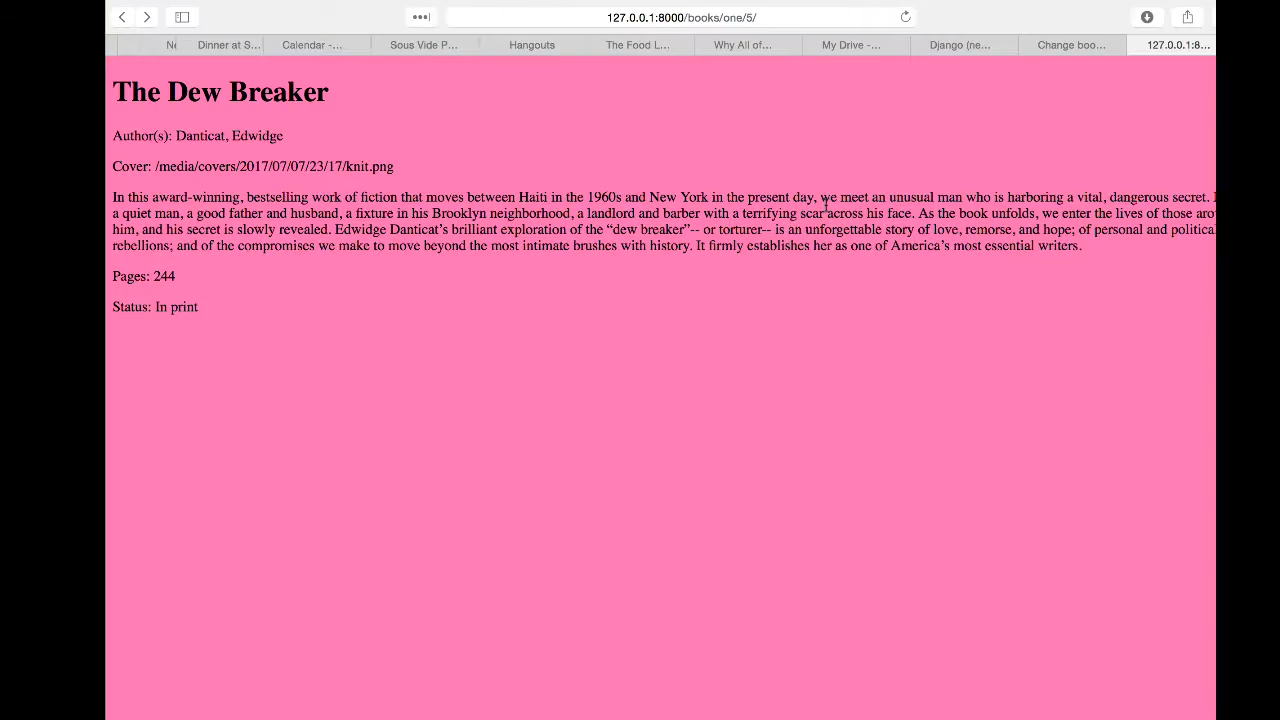 127.0.0.1:8000/books/one/5/
Dinner at S... Calendar -... Sous Vide P... Hangouts The Food L... Why All of... My Drive -... Django (ne... Change boo... 127.0.0.1:8...
The Dew Breaker
Author(s): Danticat, Edwidge
Cover: /media/covers/2017/07/07/23/17/knit.png
In this award-winning, bestselling work of fiction that moves between Haiti in the 1960s and New York in the present day, we meet an unusual man who is harboring a vital, dangerous secret.
a quiet man, a good father and husband, a fixture in his Brooklyn neighborhood, a landlord and barber with a terrifying scar across his face. As the book unfolds, we enter the lives of those aro
him, and his secret is slowly revealed. Edwidge Danticat’s brilliant exploration of the “dew breaker”-- or torturer-- is an unforgettable story of love, remorse, and hope; of personal and political
rebellions; and of the compromises we make to move beyond the most intimate brushes with history. It firmly establishes her as one of America’s most essential writers.
Pages: 244
Status: In print